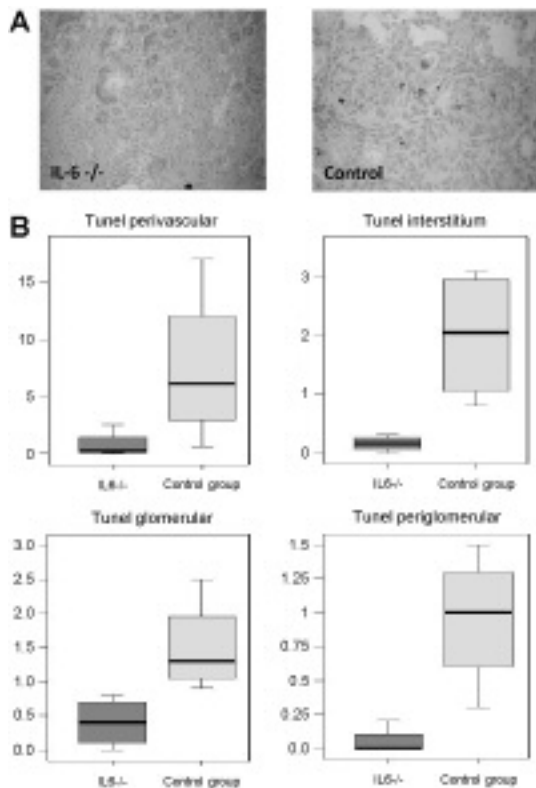 A
IL-6 -/-
Control
B
Tunel perivascular
15
10
5
0
IL6-/-
Control group
Tunel interstitium
3
2
1
0
IL6-/-
Control group
Tunel glomerular
3.0
2.5
2.0
1.5
1.0
0.5
0.0
IL6-/-
Control group
Tunel periglomerular
1.5
1.25
1
0.75
0.5
0.25
0.0
IL6-/-
Control group